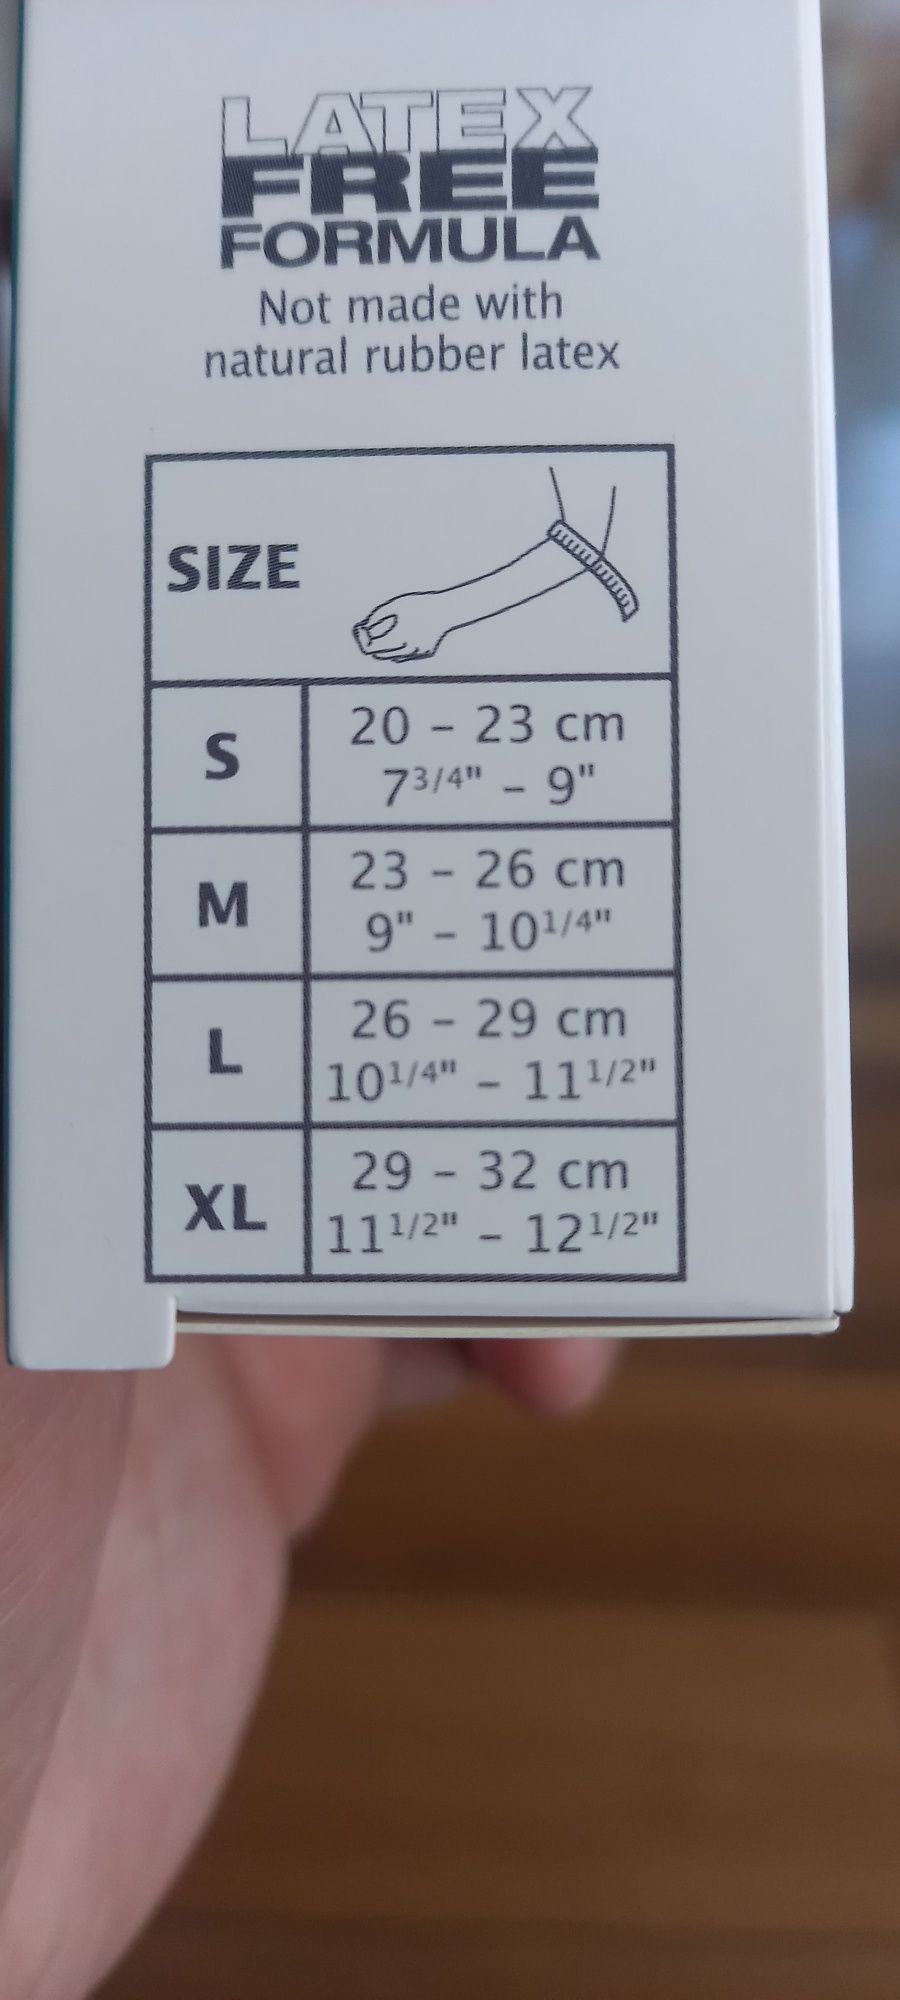 LATEX
FREE
FORMULA
Not made with
natural rubber latex
SIZE
S
20 – 23 cm
7 3/4" – 9"
M
23 – 26 cm
9" – 10 1/4"
L
26 – 29 cm
10 1/4" – 11 1/2"
XL
29 – 32 cm
11 1/2" – 12 1/2"